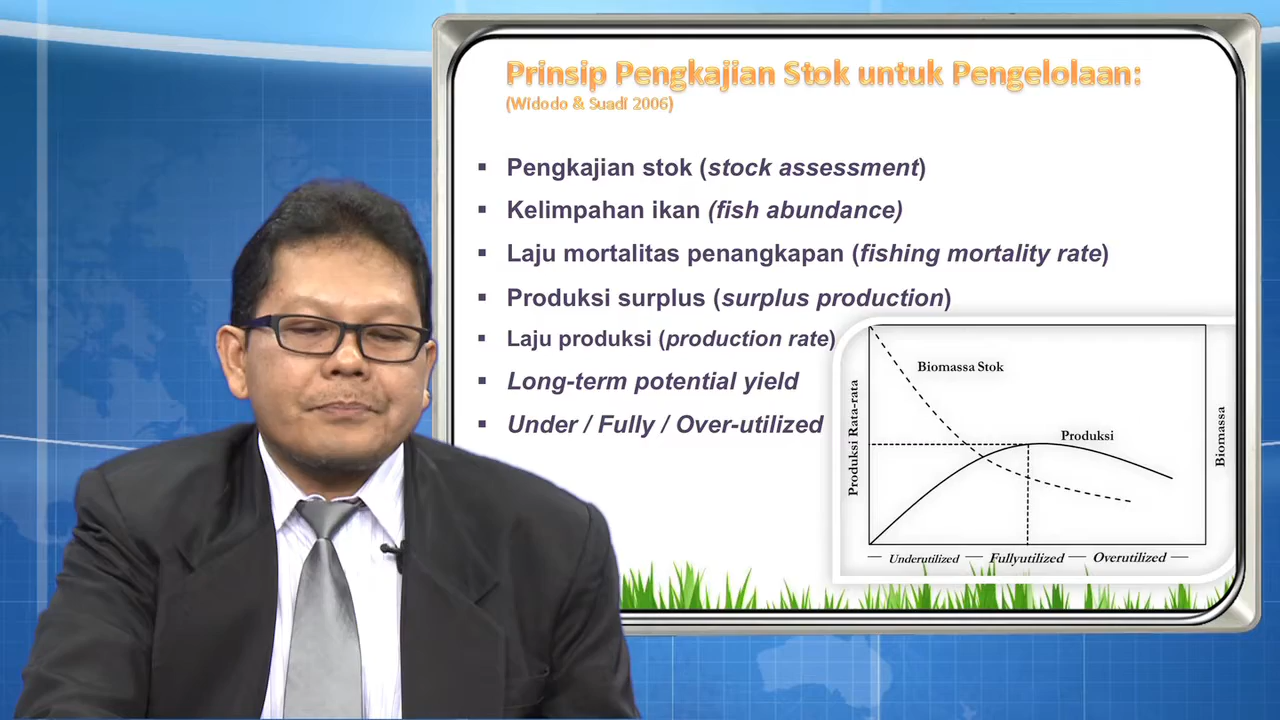 Prinsip Pengkajian Stok untuk Pengelolaan:
(Widodo & Suadi 2006)
▪ Pengkajian stok (stock assessment)
▪ Kelimpahan ikan (fish abundance)
▪ Laju mortalitas penangkapan (fishing mortality rate)
▪ Produksi surplus (surplus production)
▪ Laju produksi (production rate)
▪ Long-term potential yield
▪ Under / Fully / Over-utilized
Biomassa Stok
Produksi
Produksi Rata-rata
Biomassa
Underutilized — Fullyutilized — Overutilized